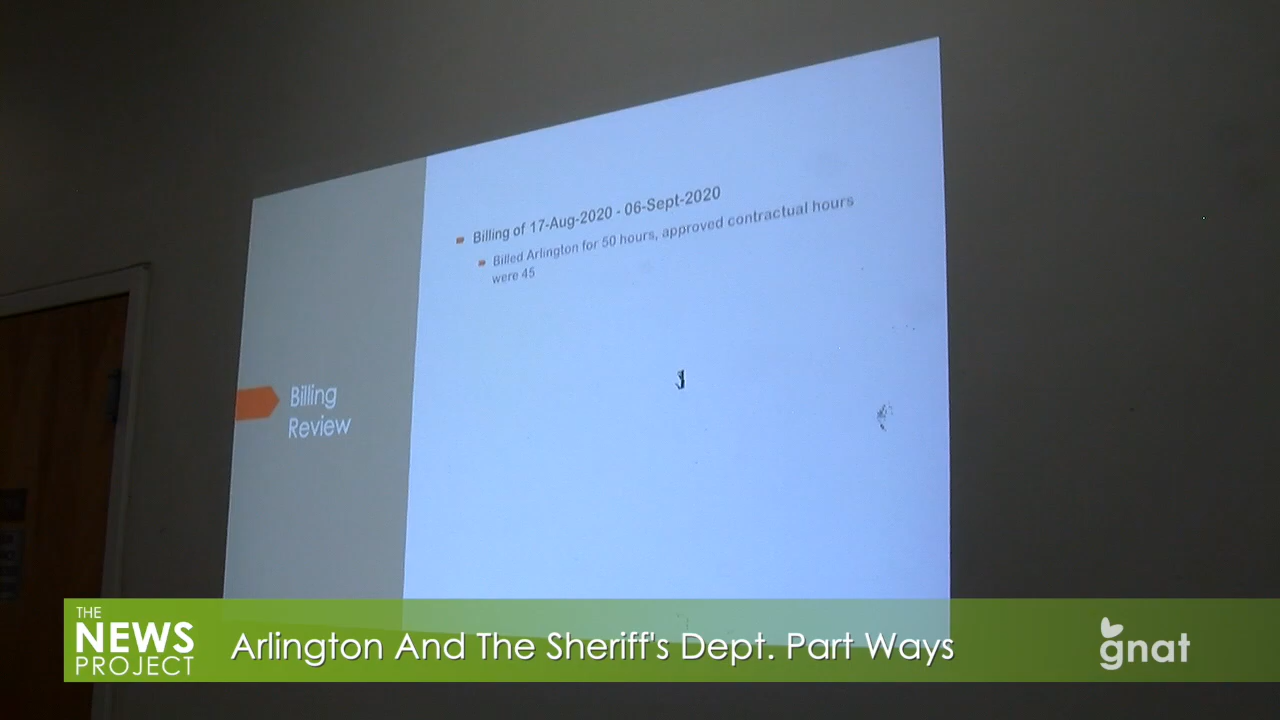 Billing of 17-Aug-2020 - 06-Sept-2020
Billed Arlington for 50 hours, approved contractual hours
were 45
Billing
Review
THE
NEWS
PROJECT
Arlington And The Sheriff's Dept. Part Ways
gnat